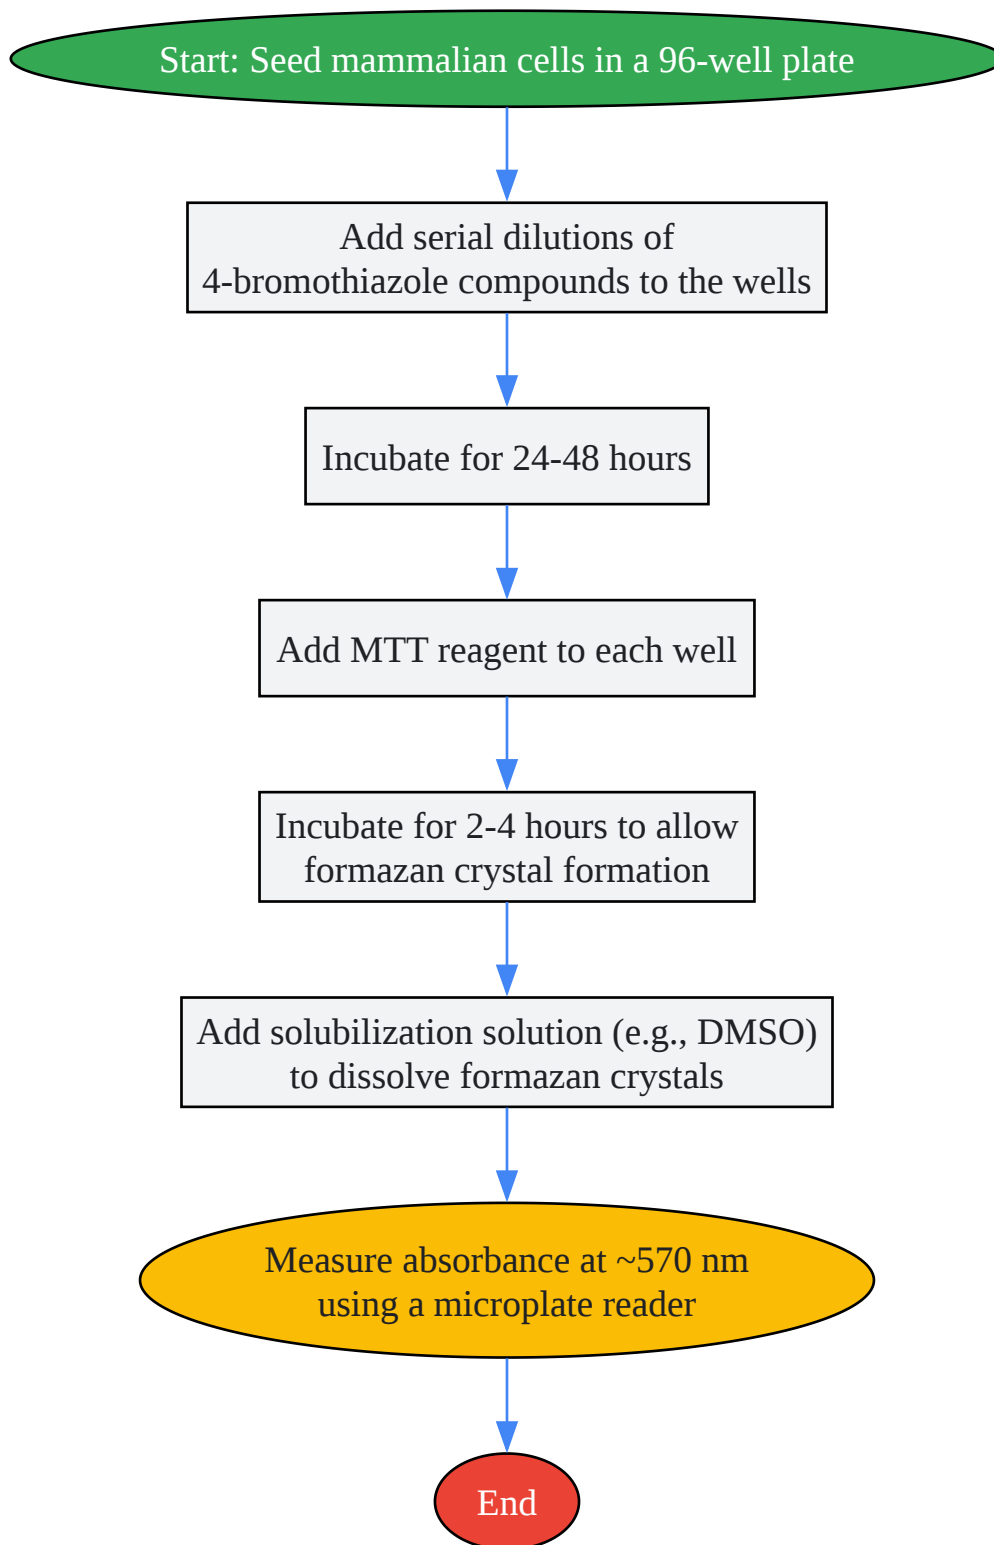 Start: Seed mammalian cells in a 96-well plate
Add serial dilutions of
4-bromothiazole compounds to the wells
Incubate for 24-48 hours
Add MTT reagent to each well
Incubate for 2-4 hours to allow
formazan crystal formation
Add solubilization solution (e.g., DMSO)
to dissolve formazan crystals
Measure absorbance at ~570 nm
using a microplate reader
End